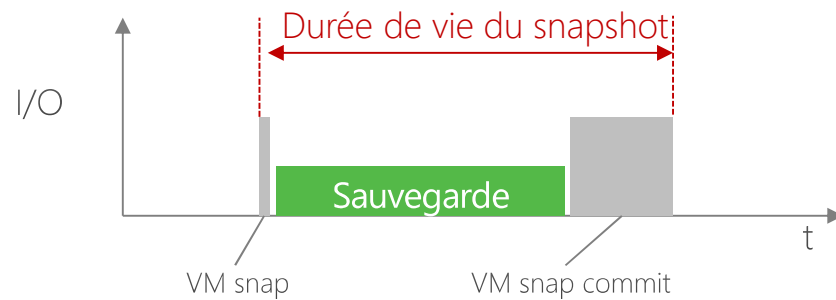 Durée de vie du snapshot
I/O
Sauvegarde
t
VM snap
VM snap commit